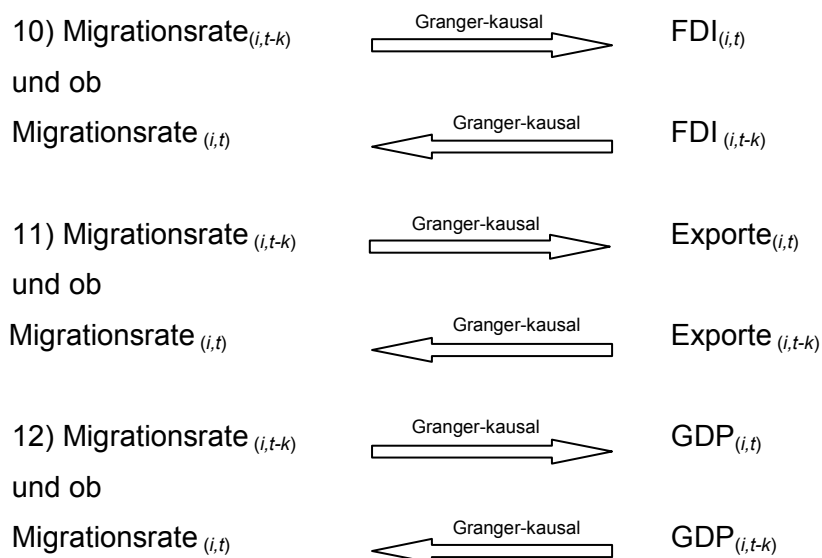 10) Migrationsrate(i,t-k) Granger-kausal FDI(i,t)
und ob
Migrationsrate (i,t) Granger-kausal FDI (i,t-k)
11) Migrationsrate (i,t-k) Granger-kausal Exporte(i,t)
und ob
Migrationsrate (i,t) Granger-kausal Exporte (i,t-k)
12) Migrationsrate (i,t-k) Granger-kausal GDP(i,t)
und ob
Migrationsrate (i,t) Granger-kausal GDP(i,t-k)